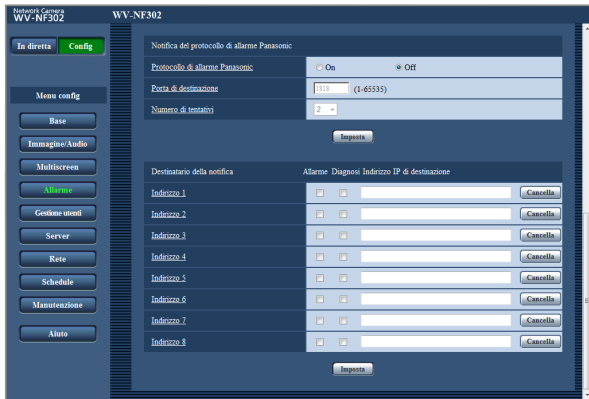 Network Camera
WV-NF302
WV-NF302
In diretta Config
Menu config
Base
Immagine/Audio
Multiscreen
Allarme
Gestione utenti
Server
Rete
Schedule
Manutenzione
Aiuto
Notifica del protocollo di allarme Panasonic
Protocollo di allarme Panasonic On Off
Porta di destinazione 1818 (1-65535)
Numero di tentativi 2
Imposta
Destinatario della notifica Allarme Diagnosi Indirizzo IP di destinazione
Indirizzo 1 Cancella
Indirizzo 2 Cancella
Indirizzo 3 Cancella
Indirizzo 4 Cancella
Indirizzo 5 Cancella
Indirizzo 6 Cancella
Indirizzo 7 Cancella
Indirizzo 8 Cancella
Imposta